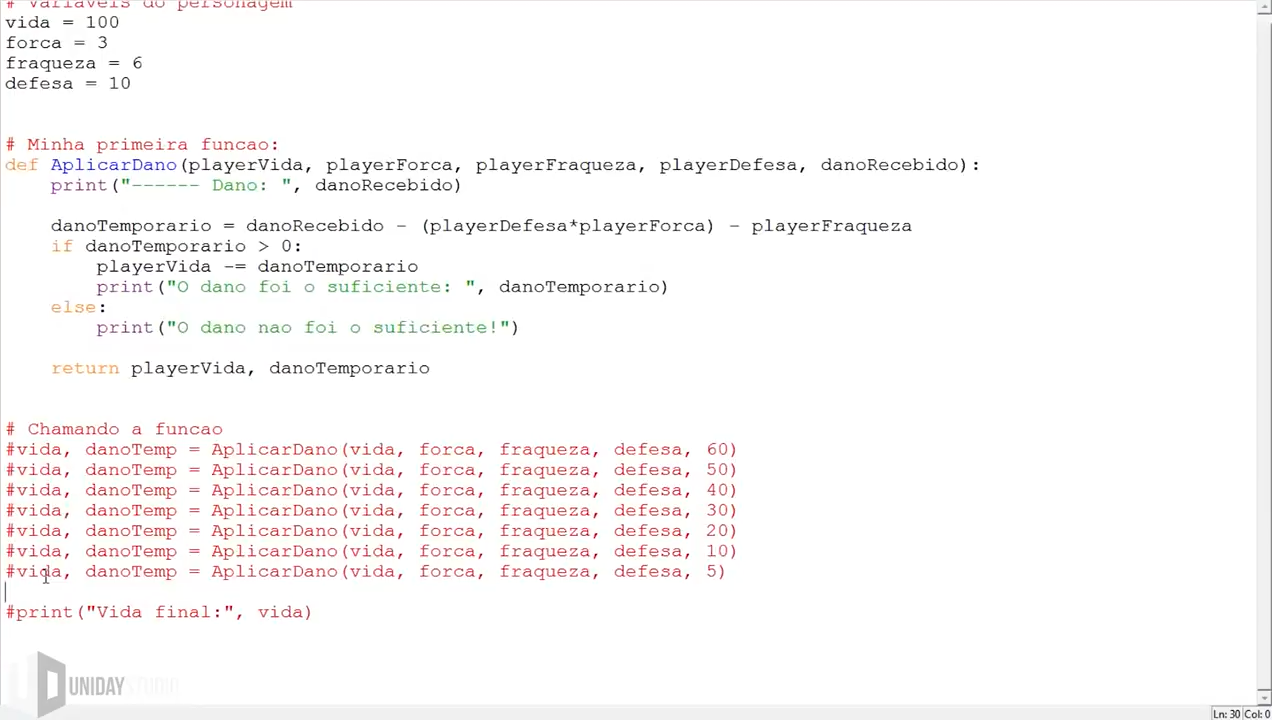 # Variaveis do personagem
vida = 100
forca = 3
fraqueza = 6
defesa = 10
# Minha primeira funcao:
def AplicarDano(playerVida, playerForca, playerFraqueza, playerDefesa, danoRecebido):
    print("------ Dano: ", danoRecebido)
    danoTemporario = danoRecebido - (playerDefesa*playerForca) - playerFraqueza
    if danoTemporario > 0:
        playerVida -= danoTemporario
        print("O dano foi o suficiente: ", danoTemporario)
    else:
        print("O dano nao foi o suficiente!")
    return playerVida, danoTemporario
# Chamando a funcao
#vida, danoTemp = AplicarDano(vida, forca, fraqueza, defesa, 60)
#vida, danoTemp = AplicarDano(vida, forca, fraqueza, defesa, 50)
#vida, danoTemp = AplicarDano(vida, forca, fraqueza, defesa, 40)
#vida, danoTemp = AplicarDano(vida, forca, fraqueza, defesa, 30)
#vida, danoTemp = AplicarDano(vida, forca, fraqueza, defesa, 20)
#vida, danoTemp = AplicarDano(vida, forca, fraqueza, defesa, 10)
#vida, danoTemp = AplicarDano(vida, forca, fraqueza, defesa, 5)
#print("Vida final:", vida)
UNIDAY STUDIO
Ln: 30 Col: 0